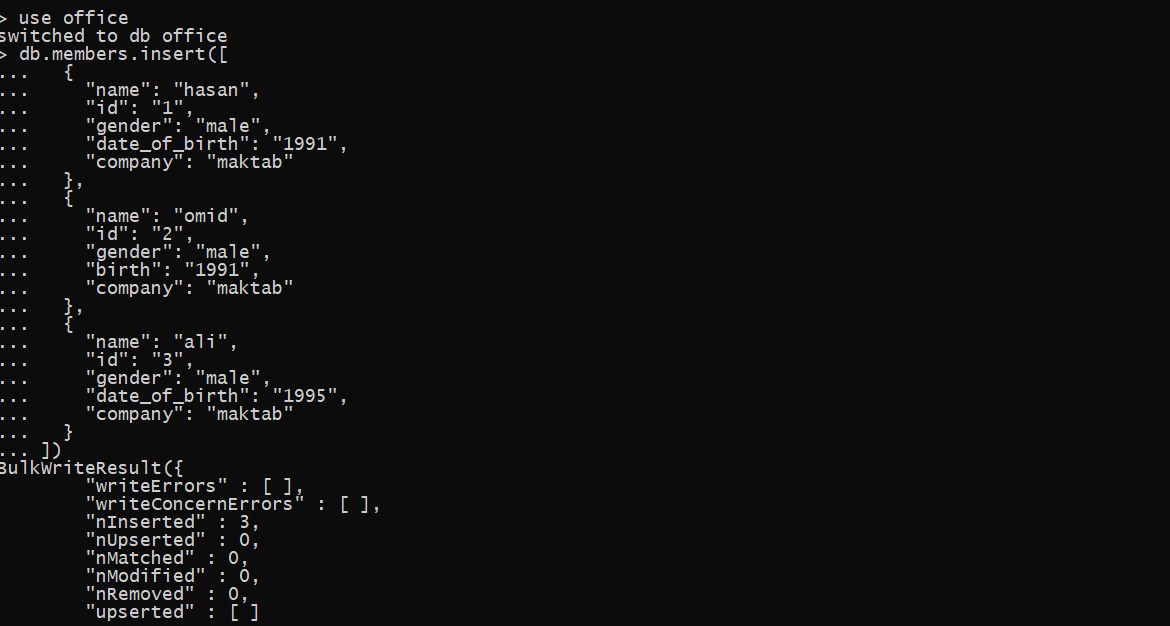 > use office
switched to db office
> db.members.insert([
...   {
...     "name": "hasan",
...     "id": "1",
...     "gender": "male",
...     "date_of_birth": "1991",
...     "company": "maktab"
...   },
...   {
...     "name": "omid",
...     "id": "2",
...     "gender": "male",
...     "birth": "1991",
...     "company": "maktab"
...   },
...   {
...     "name": "ali",
...     "id": "3",
...     "gender": "male",
...     "date_of_birth": "1995",
...     "company": "maktab"
...   }
... ])
BulkWriteResult({
        "writeErrors" : [ ],
        "writeConcernErrors" : [ ],
        "nInserted" : 3,
        "nUpserted" : 0,
        "nMatched" : 0,
        "nModified" : 0,
        "nRemoved" : 0,
        "upserted" : [ ]